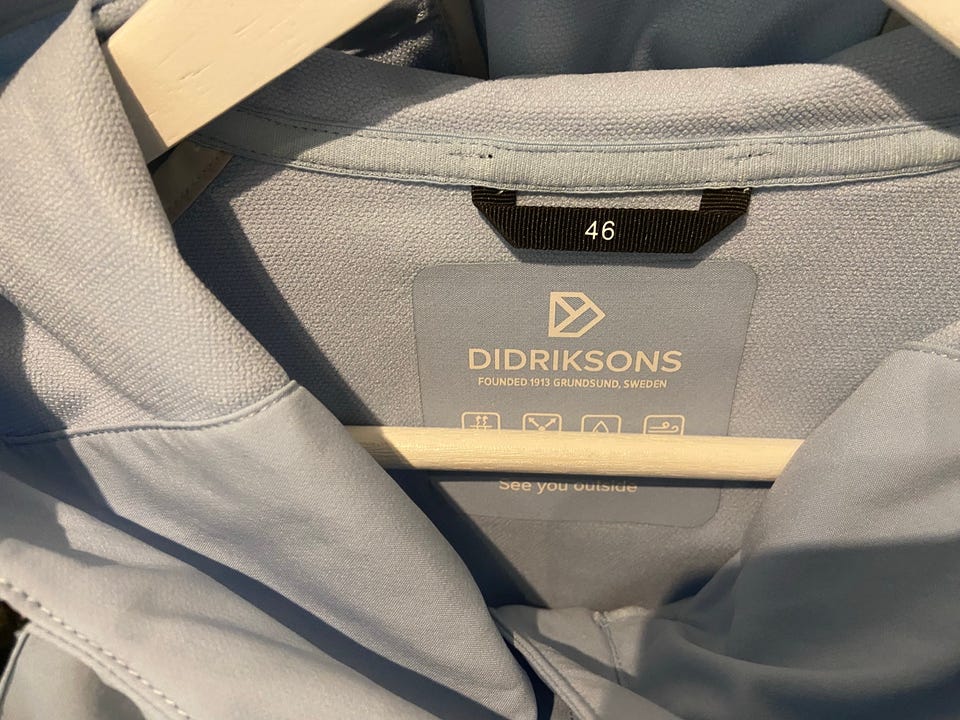 46
DIDRIKSONS
FOUNDED 1913 GRUNDSUND, SWEDEN
See you outside